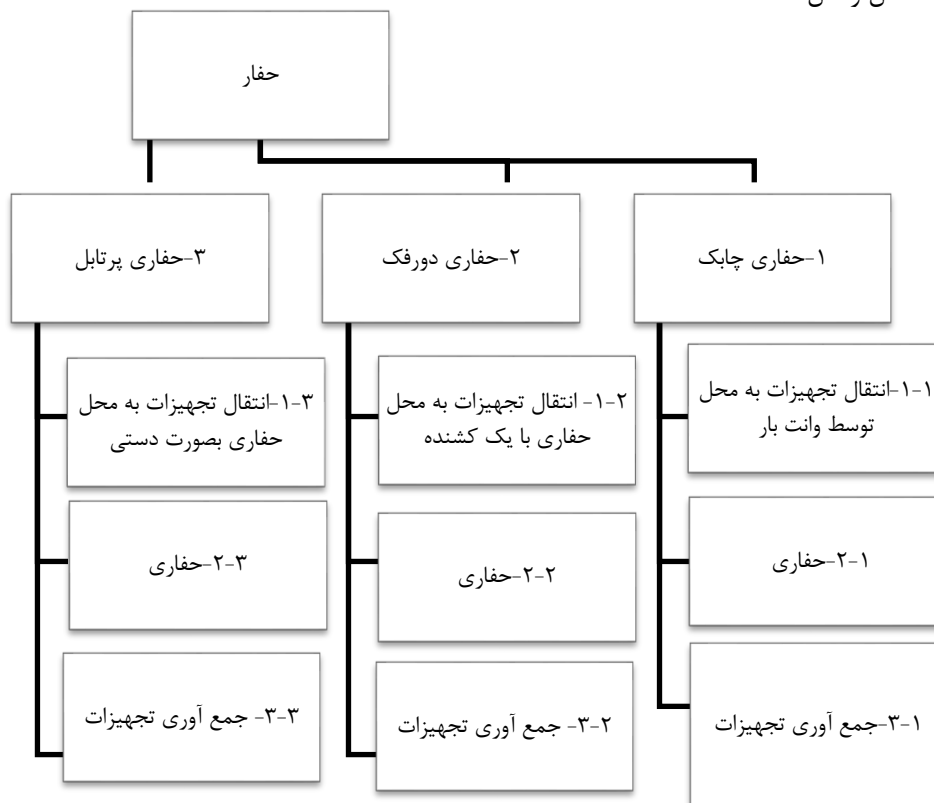 حفار
۱-حفاری چابک
۲-حفاری دورفک
۳-حفاری پرتابل
۱-۱-انتقال تجهیزات به محل
توسط وانت بار
۱-۲- انتقال تجهیزات به محل
حفاری با یک کشنده
۱-۳-انتقال تجهیزات به محل
حفاری بصورت دستی
۲-۱-حفاری
۲-۲-حفاری
۲-۳-حفاری
۳-۱-جمع آوری تجهیزات
۳-۲- جمع آوری تجهیزات
۳-۳- جمع آوری تجهیزات